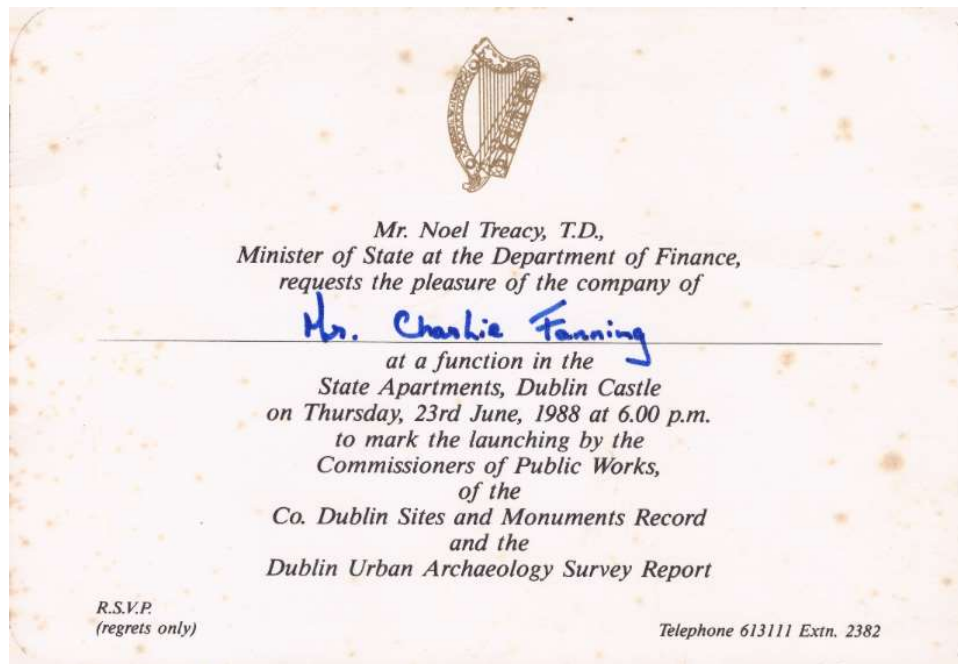 Mr. Noel Treacy, T.D.,
Minister of State at the Department of Finance,
requests the pleasure of the company of
Mr. Charlie Fanning
at a function in the
State Apartments, Dublin Castle
on Thursday, 23rd June, 1988 at 6.00 p.m.
to mark the launching by the
Commissioners of Public Works,
of the
Co. Dublin Sites and Monuments Record
and the
Dublin Urban Archaeology Survey Report
R.S.V.P.
(regrets only)
Telephone 613111 Extn. 2382